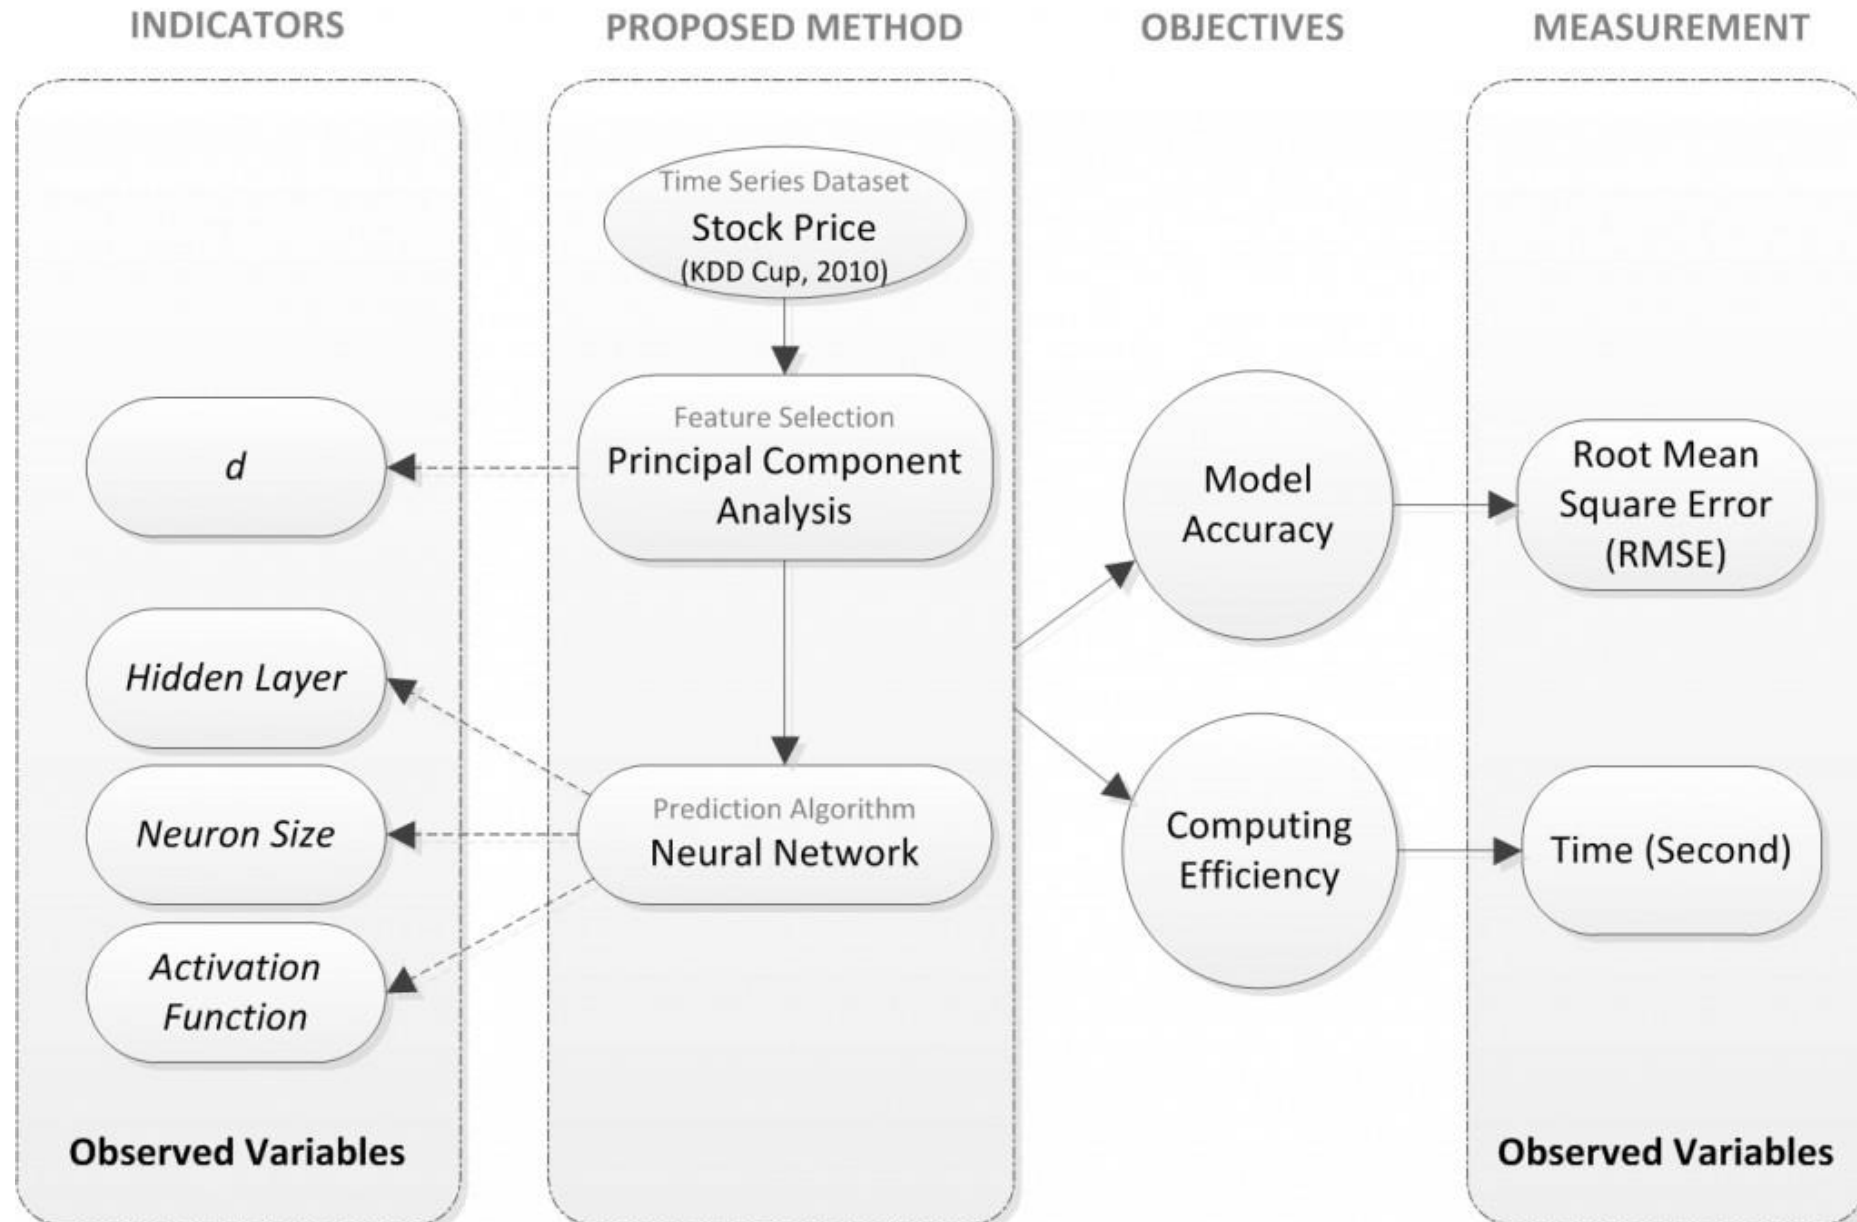 INDICATORS
PROPOSED METHOD
OBJECTIVES
MEASUREMENT
d
Hidden Layer
Neuron Size
Activation
Function
Observed Variables
Time Series Dataset
Stock Price
(KDD Cup, 2010)
Feature Selection
Principal Component
Analysis
Prediction Algorithm
Neural Network
Model
Accuracy
Computing
Efficiency
Root Mean
Square Error
(RMSE)
Time (Second)
Observed Variables